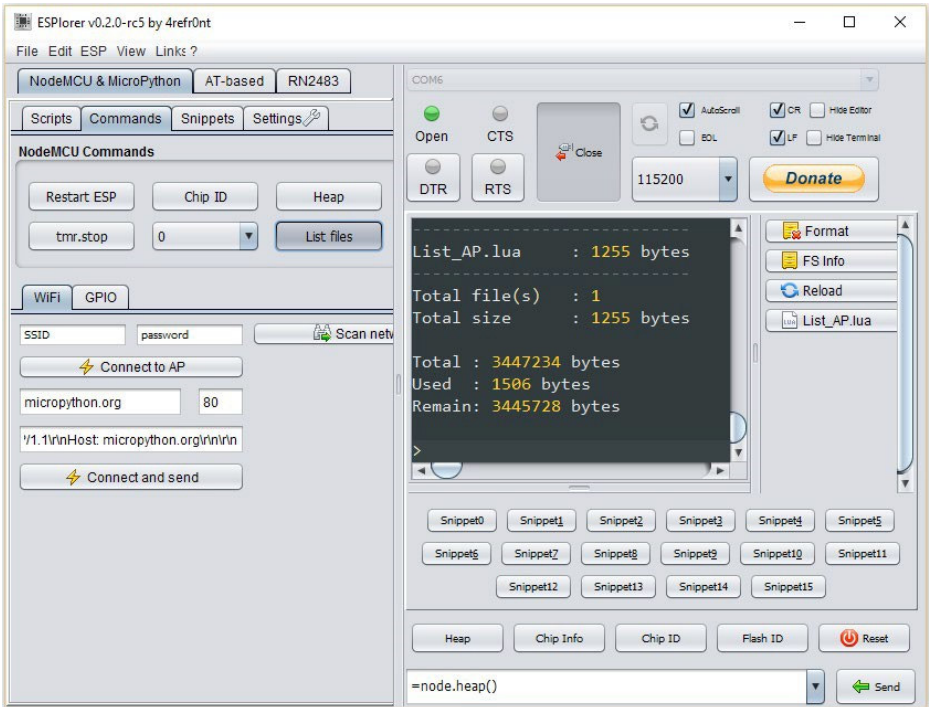 ESPlorer v0.2.0-rc5 by 4refr0nt
File Edit ESP View Links ?
NodeMCU & MicroPython AT-based RN2483
Scripts Commands Snippets Settings
NodeMCU Commands
Restart ESP Chip ID Heap
tmr.stop 0 List files
WiFi GPIO
SSID password Scan netv
Connect to AP
micropython.org 80
'/1.1\r\nHost: micropython.org\r\n\r\n
Connect and send
COM6
Open CTS Close AutoScroll CR Hide Editor
EOL LF Hide Terminal
DTR RTS 115200 Donate
List_AP.lua : 1255 bytes
Total file(s) : 1
Total size : 1255 bytes
Total : 3447234 bytes
Used : 1506 bytes
Remain: 3445728 bytes
>
Format
FS Info
Reload
List_AP.lua
Snippet0 Snippet1 Snippet2 Snippet3 Snippet4 Snippet5
Snippet6 Snippet7 Snippet8 Snippet9 Snippet10 Snippet11
Snippet12 Snippet13 Snippet14 Snippet15
Heap Chip Info Chip ID Flash ID Reset
=node.heap() Send